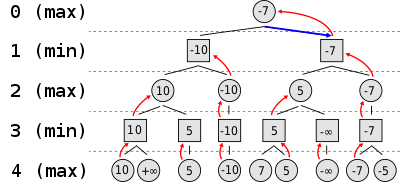 0 (max) -7
1 (min) -10 -7
2 (max) 10 -10 5 -7
3 (min) 10 5 -10 5 -∞ -7
4 (max) 10 +∞ 5 -10 7 5 -∞ -7 -5